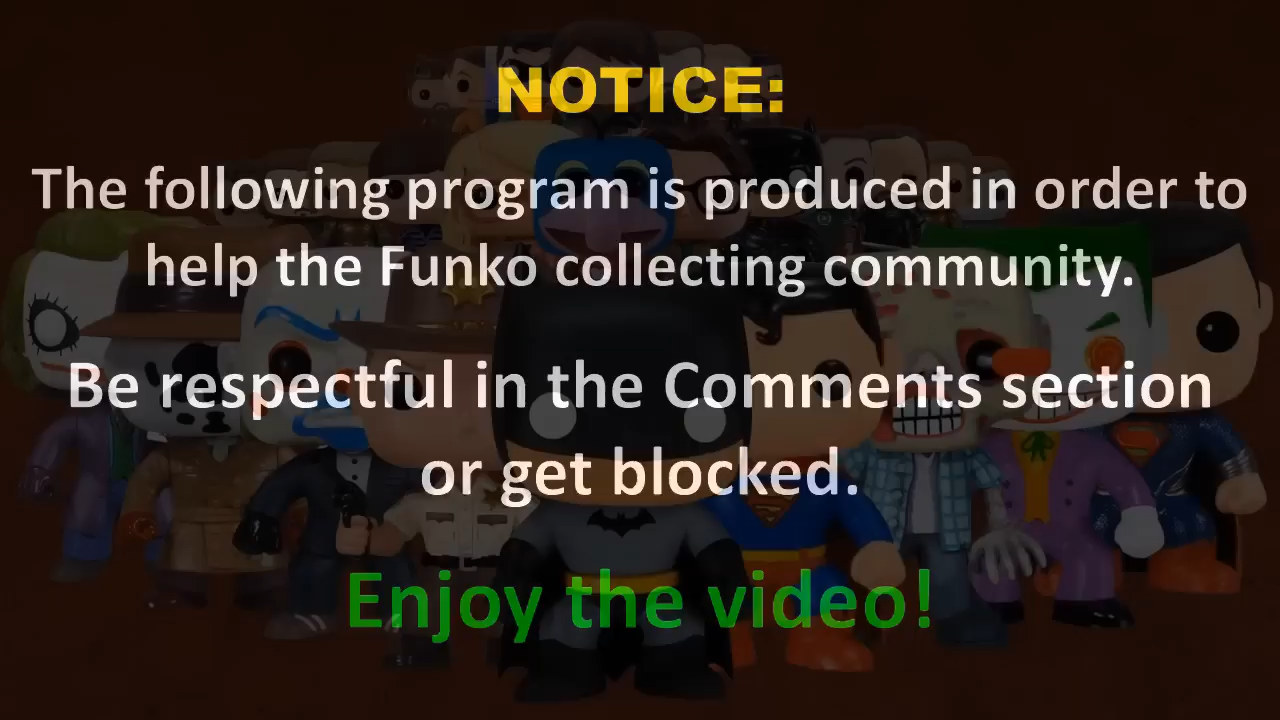 NOTICE:
The following program is produced in order to
help the Funko collecting community.
Be respectful in the Comments section
or get blocked.
Enjoy the video!